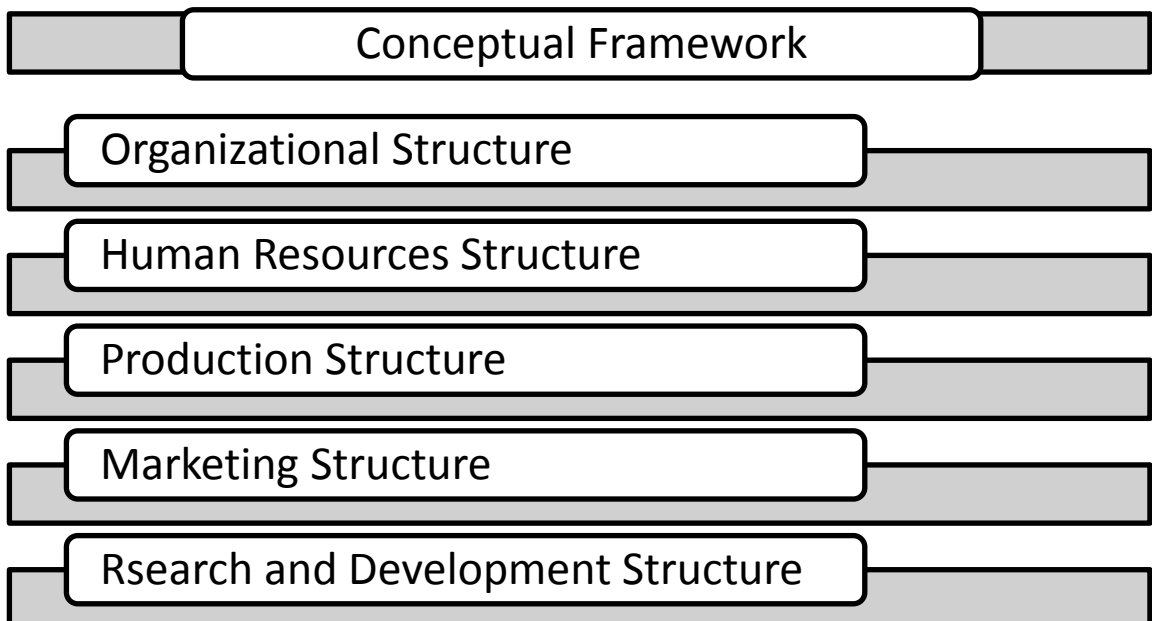 Conceptual Framework
Organizational Structure
Human Resources Structure
Production Structure
Marketing Structure
Rsearch and Development Structure